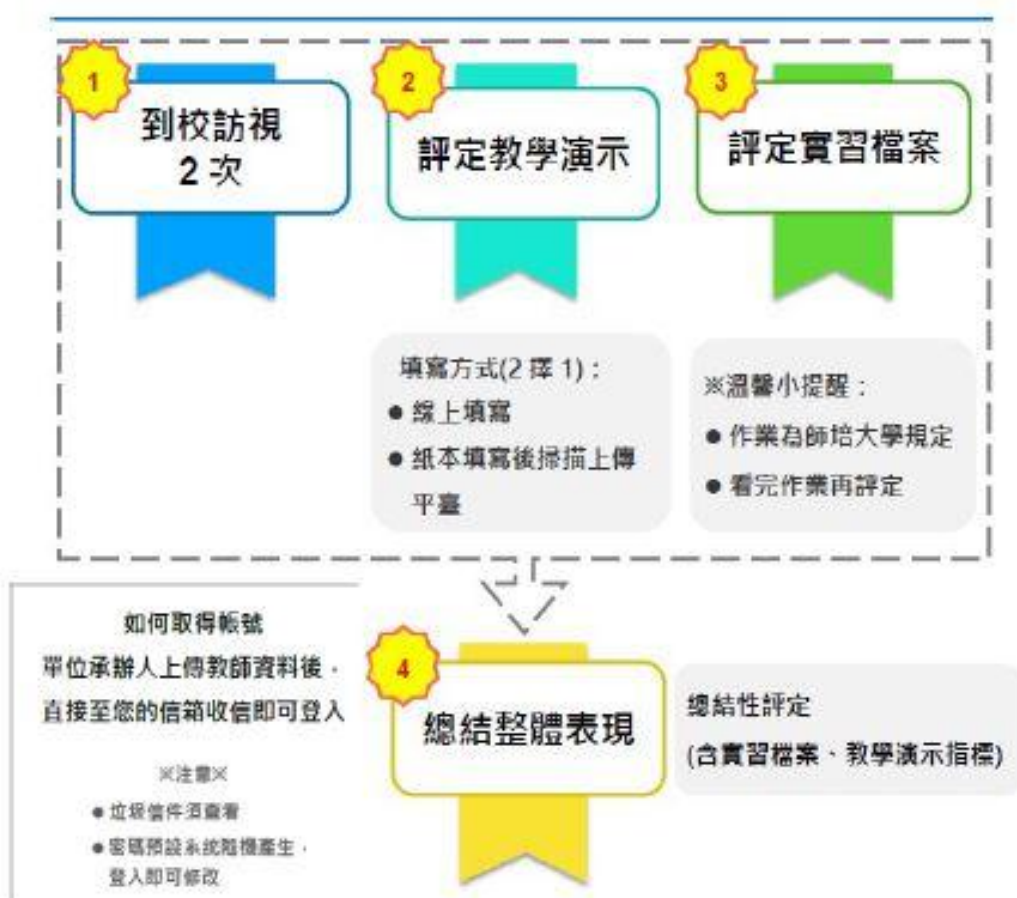 1
到校訪視
2 次
2
評定教學演示
3
評定實習檔案
填寫方式(2 擇 1)：
● 線上填寫
● 紙本填寫後掃描上傳
平臺
※溫馨小提醒：
● 作業為師培大學規定
● 看完作業再評定
如何取得帳號
單位承辦人上傳教師資料後，
直接至您的信箱收信即可登入
※注意※
● 垃圾信件須查看
● 密碼預設系統隨機產生，
登入即可修改
4
總結整體表現
總結性評定
(含實習檔案、教學演示指標)